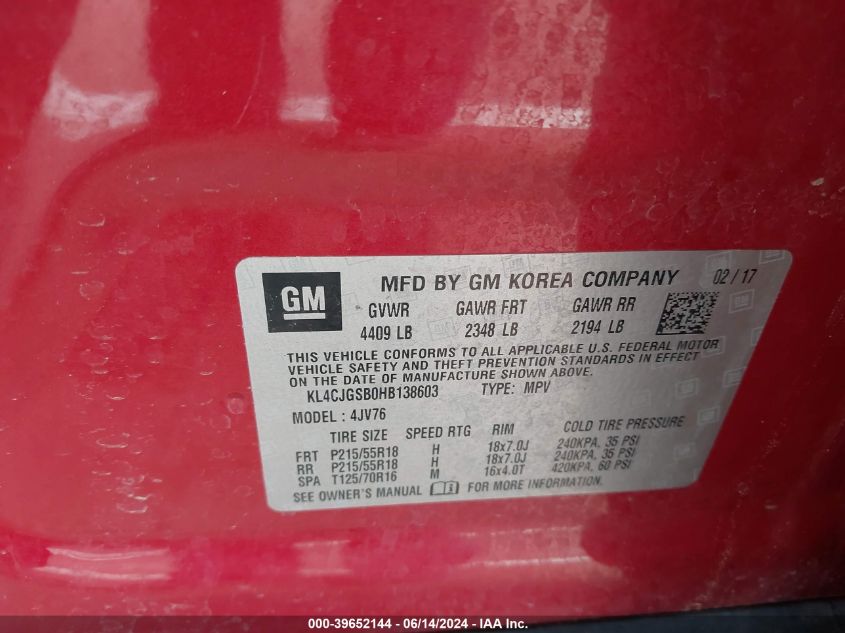 GM
MFD BY GM KOREA COMPANY 02 / 17
GVWR GAWR FRT GAWR RR
4409 LB 2348 LB 2194 LB
THIS VEHICLE CONFORMS TO ALL APPLICABLE U.S. FEDERAL MOTOR
VEHICLE SAFETY AND THEFT PREVENTION STANDARDS IN EFFECT
ON THE DATE OF MANUFACTURE SHOWN ABOVE.
KL4CJGSB0HB138603 TYPE: MPV
MODEL : 4JV76
TIRE SIZE SPEED RTG RIM COLD TIRE PRESSURE
FRT P215/55R18 H 18x7.0J 240KPA, 35 PSI
RR P215/55R18 H 18x7.0J 240KPA, 35 PSI
SPA T125/70R16 M 16x4.0T 420KPA, 60 PSI
SEE OWNER'S MANUAL FOR MORE INFORMATION.
000-39652144 - 06/14/2024 - IAA Inc.